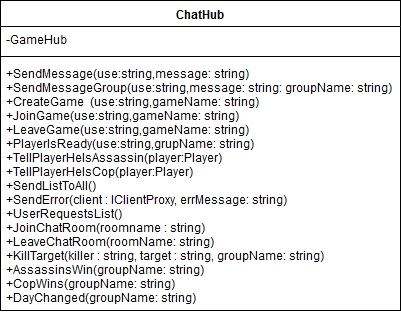 ChatHub
-GameHub
+SendMessage(use:string,message: string)
+SendMessageGroup(use:string,message: string: groupName: string)
+CreateGame (use:string,gameName: string)
+JoinGame(use:string,gameName: string)
+LeaveGame(use:string,gameName: string)
+PlayerIsReady(use:string,grupName: string)
+TellPlayerHeIsAssassin(player:Player)
+TellPlayerHeIsCop(player:Player)
+SendListToAll()
+SendError(client : IClientProxy, errMessage: string)
+UserRequestsList()
+JoinChatRoom(roomname : string)
+LeaveChatRoom(roomName: string)
+KillTarget(killer : string, target : string, groupName: string)
+AssassinsWin(groupName: string)
+CopWins(groupName: string)
+DayChanged(groupName: string)